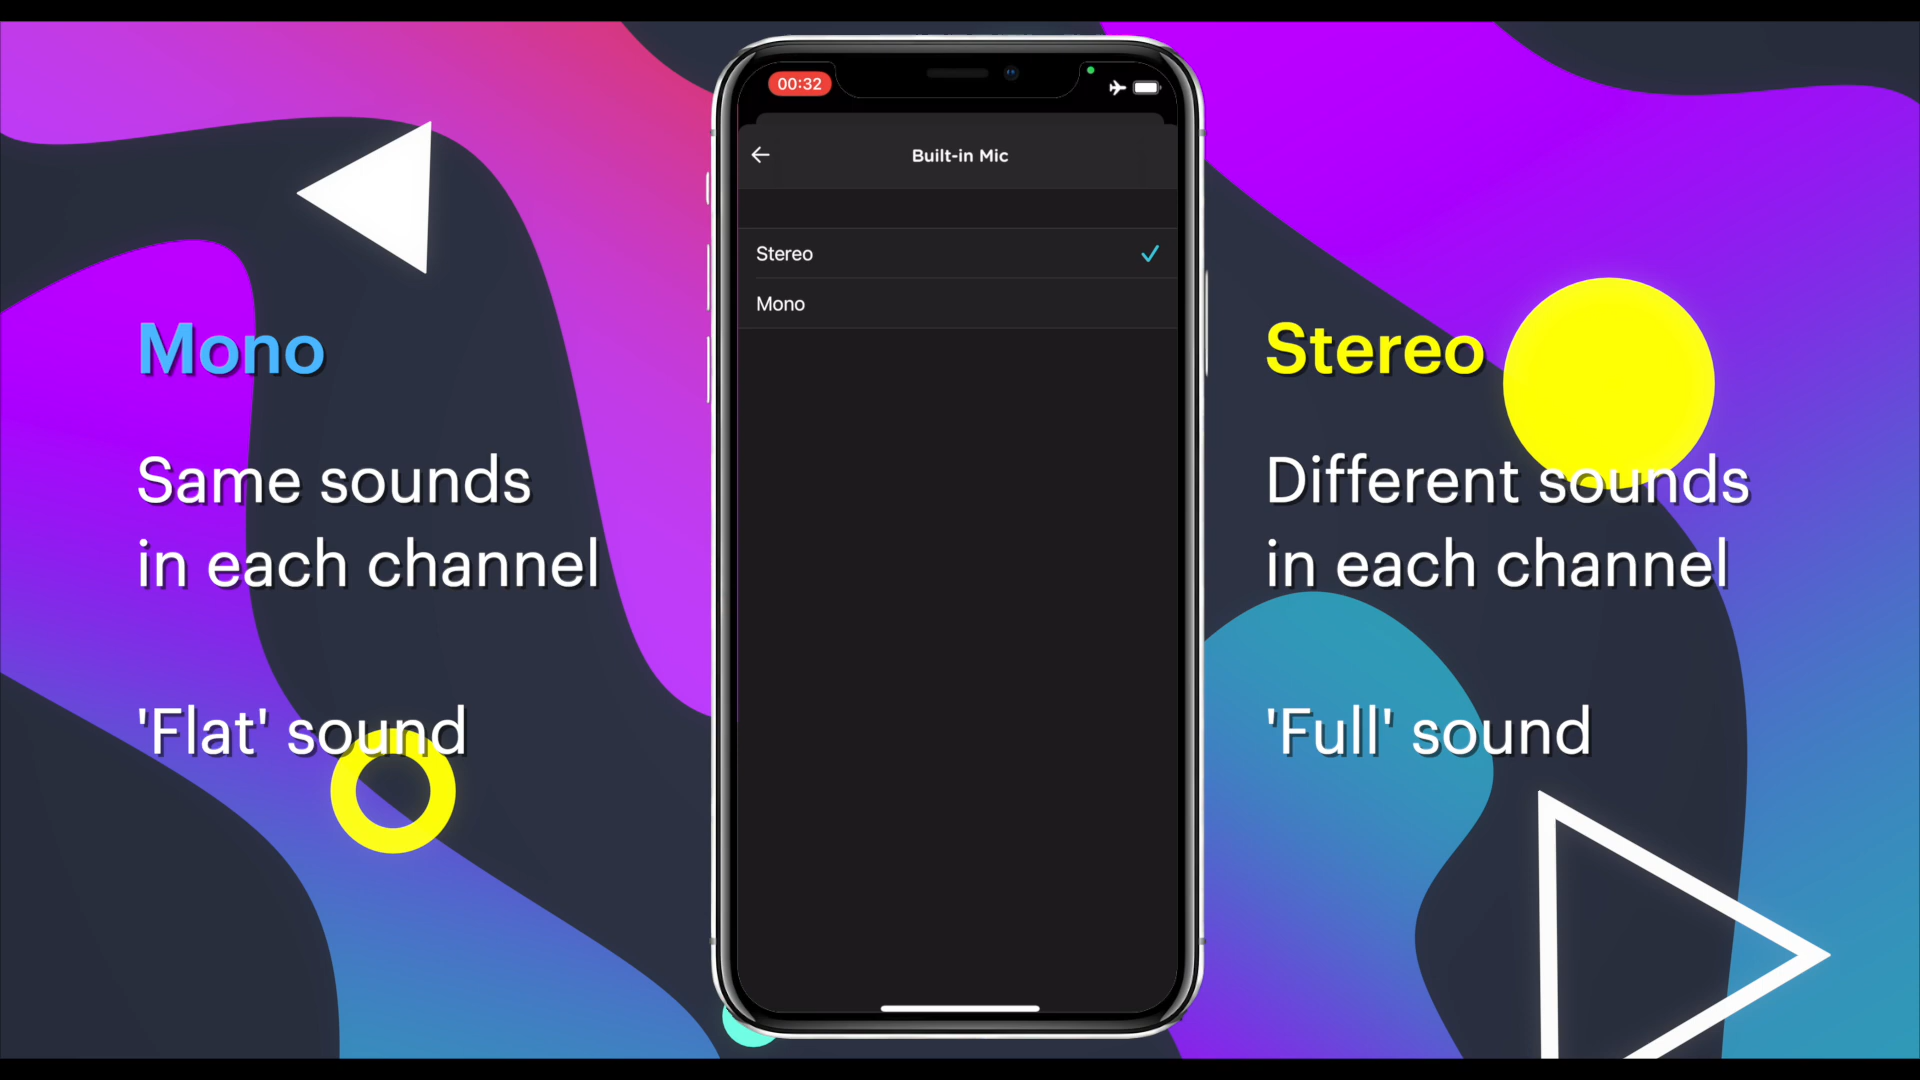 00:32
Built-in Mic
Stereo
Mono
Mono
Same sounds
in each channel
'Flat' sound
Stereo
Different sounds
in each channel
'Full' sound